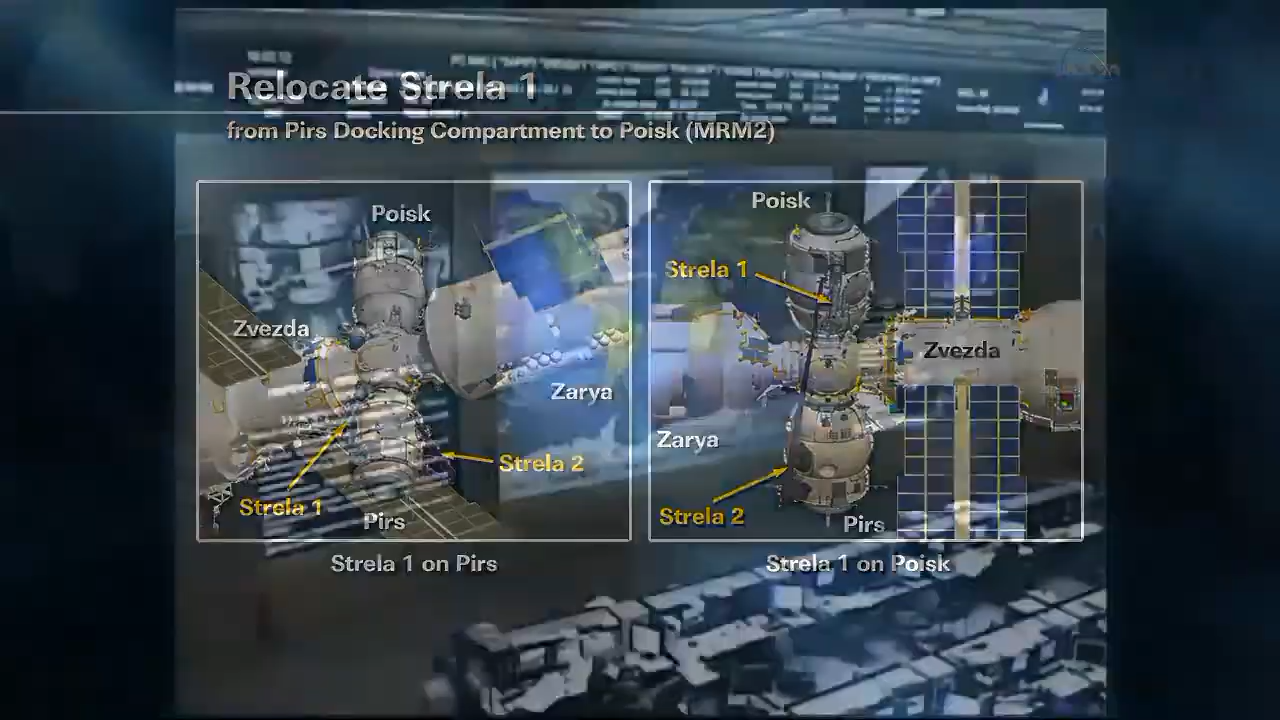 Relocate Strela 1
from Pirs Docking Compartment to Poisk (MRM2)
Poisk
Zvezda
Zarya
Strela 2
Strela 1
Pirs
Strela 1 on Pirs
Poisk
Strela 1
Zvezda
Zarya
Strela 2
Pirs
Strela 1 on Poisk